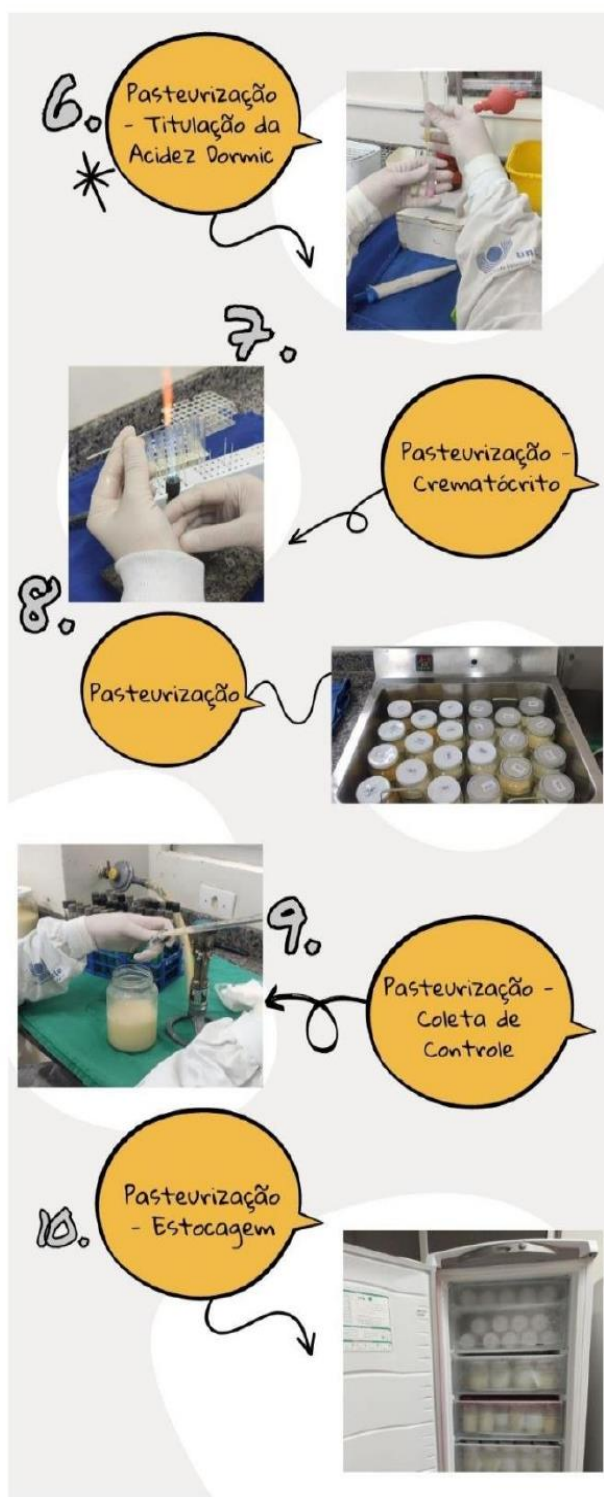 6.
Pasteurização
- Titulação da
Acidez Dormic
*
7.
Pasteurização -
Crematócrito
8.
Pasteurização
9.
Pasteurização -
Coleta de
Controle
10.
Pasteurização
- Estocagem